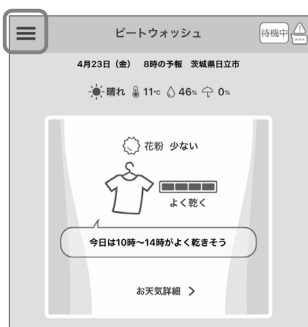 ビートウォッシュ
待機中
4月23日（金） 8時の予報 茨城県日立市
晴れ 11℃ 46% 0%
花粉 少ない
よく乾く
今日は10時〜14時がよく乾きそう
お天気詳細 >